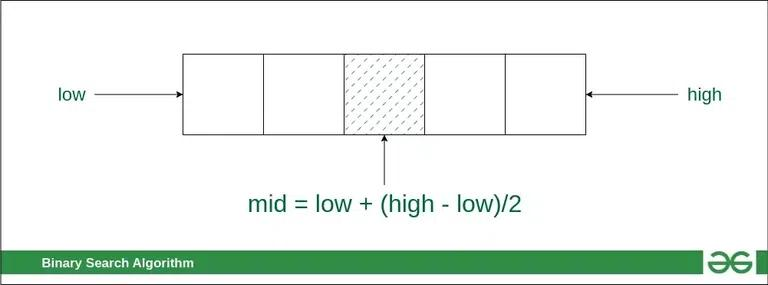 low
high
mid = low + (high - low)/2
Binary Search Algorithm